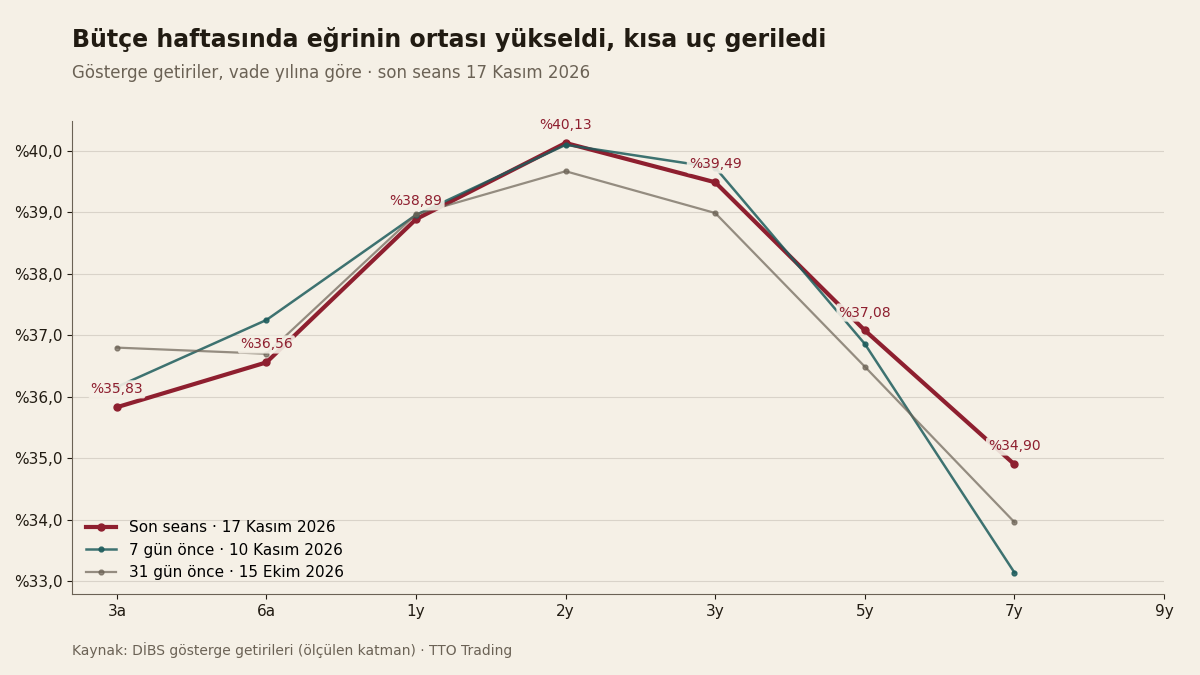 Bütçe haftasında eğrinin ortası yükseldi, kısa uç geriledi
Gösterge getiriler, vade yılına göre · son seans 17 Kasım 2026
%40,13
%40,0
%39,49
%39,0
%38,89
%38,0
%37,08
%37,0
%36,56
%36,0
%35,83
%35,0
%34,90
%34,0
%33,0
Son seans · 17 Kasım 2026
7 gün önce · 10 Kasım 2026
31 gün önce · 15 Ekim 2026
3a 6a 1y 2y 3y 5y 7y 9y
Kaynak: DİBS gösterge getirileri (ölçülen katman) · TTO Trading